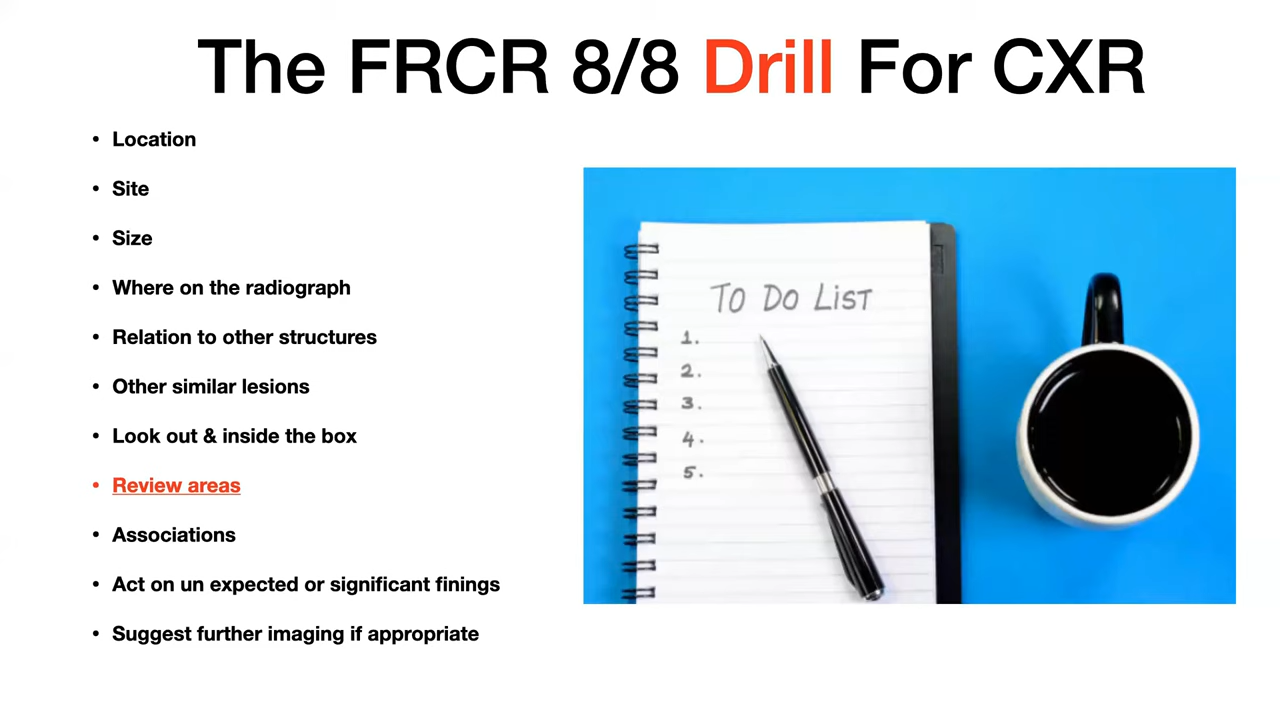 The FRCR 8/8 Drill For CXR
• Location
• Site
• Size
• Where on the radiograph
• Relation to other structures
• Other similar lesions
• Look out & inside the box
• Review areas
• Associations
• Act on un expected or significant finings
• Suggest further imaging if appropriate
TO DO LIST
1.
2.
3.
4.
5.